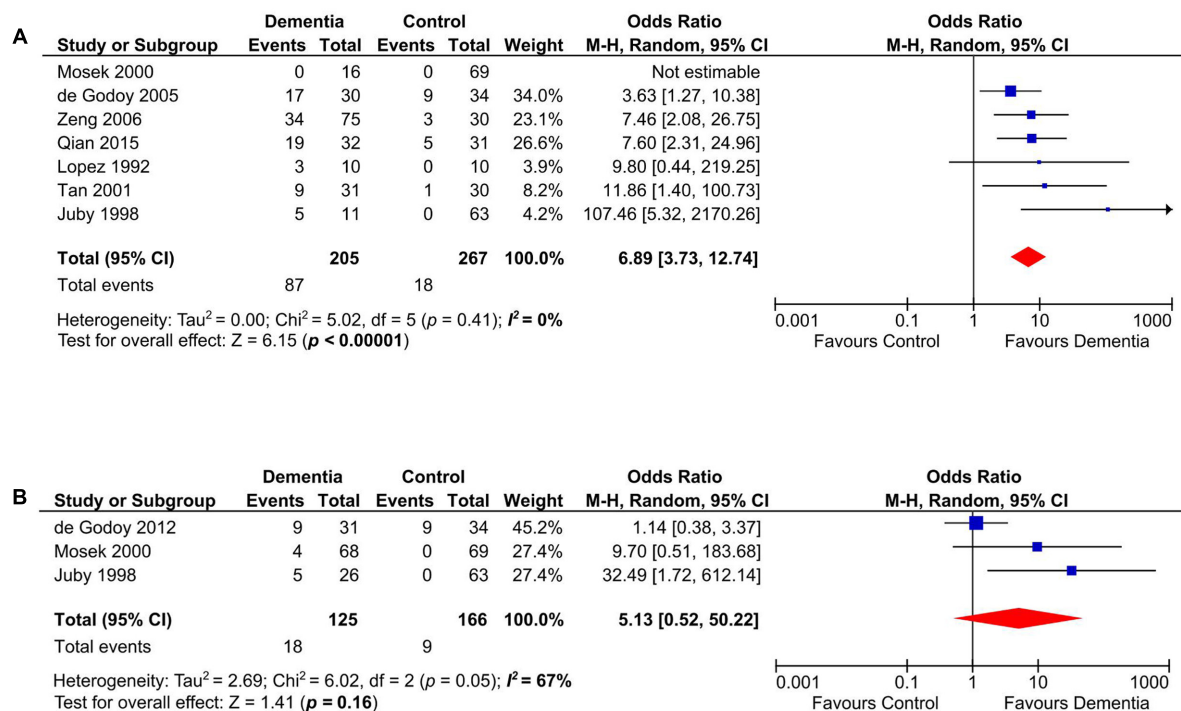 A
Dementia Control Odds Ratio Odds Ratio
Study or Subgroup Events Total Events Total Weight M-H, Random, 95% CI M-H, Random, 95% CI
Mosek 2000 0 16 0 69 Not estimable
de Godoy 2005 17 30 9 34 34.0% 3.63 [1.27, 10.38]
Zeng 2006 34 75 3 30 23.1% 7.46 [2.08, 26.75]
Qian 2015 19 32 5 31 26.6% 7.60 [2.31, 24.96]
Lopez 1992 3 10 0 10 3.9% 9.80 [0.44, 219.25]
Tan 2001 9 31 1 30 8.2% 11.86 [1.40, 100.73]
Juby 1998 5 11 0 63 4.2% 107.46 [5.32, 2170.26]
Total (95% CI) 205 267 100.0% 6.89 [3.73, 12.74]
Total events 87 18
Heterogeneity: Tau² = 0.00; Chi² = 5.02, df = 5 (p = 0.41); I² = 0%
Test for overall effect: Z = 6.15 (p < 0.00001)
0.001 0.1 1 10 1000
Favours Control Favours Dementia
B
Dementia Control Odds Ratio Odds Ratio
Study or Subgroup Events Total Events Total Weight M-H, Random, 95% CI M-H, Random, 95% CI
de Godoy 2012 9 31 9 34 45.2% 1.14 [0.38, 3.37]
Mosek 2000 4 68 0 69 27.4% 9.70 [0.51, 183.68]
Juby 1998 5 26 0 63 27.4% 32.49 [1.72, 612.14]
Total (95% CI) 125 166 100.0% 5.13 [0.52, 50.22]
Total events 18 9
Heterogeneity: Tau² = 2.69; Chi² = 6.02, df = 2 (p = 0.05); I² = 67%
Test for overall effect: Z = 1.41 (p = 0.16)
0.001 0.1 1 10 1000
Favours Control Favours Dementia